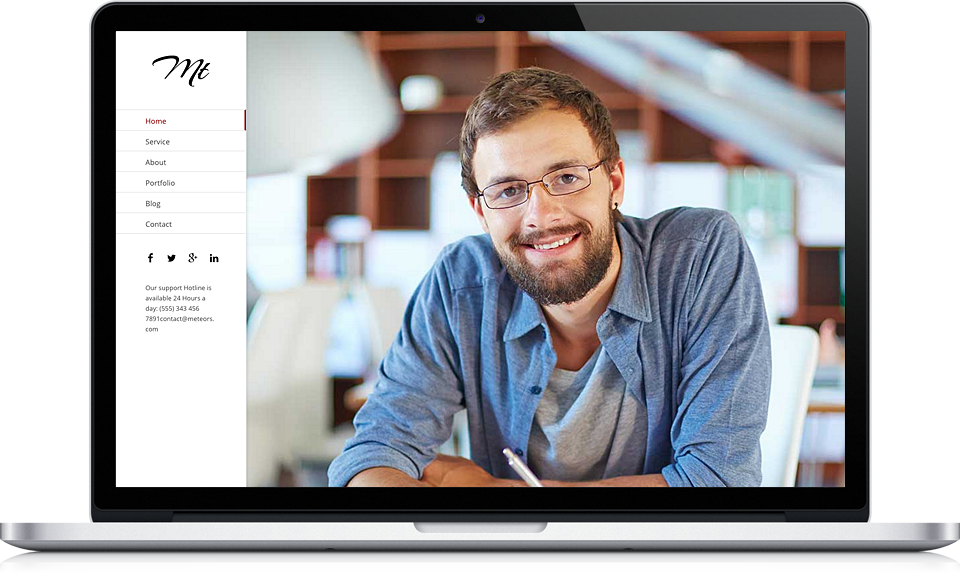 Mt
Home
Service
About
Portfolio
Blog
Contact
Our support Hotline is
available 24 Hours a
day: (555) 343 456
7891contact@meteors.
com